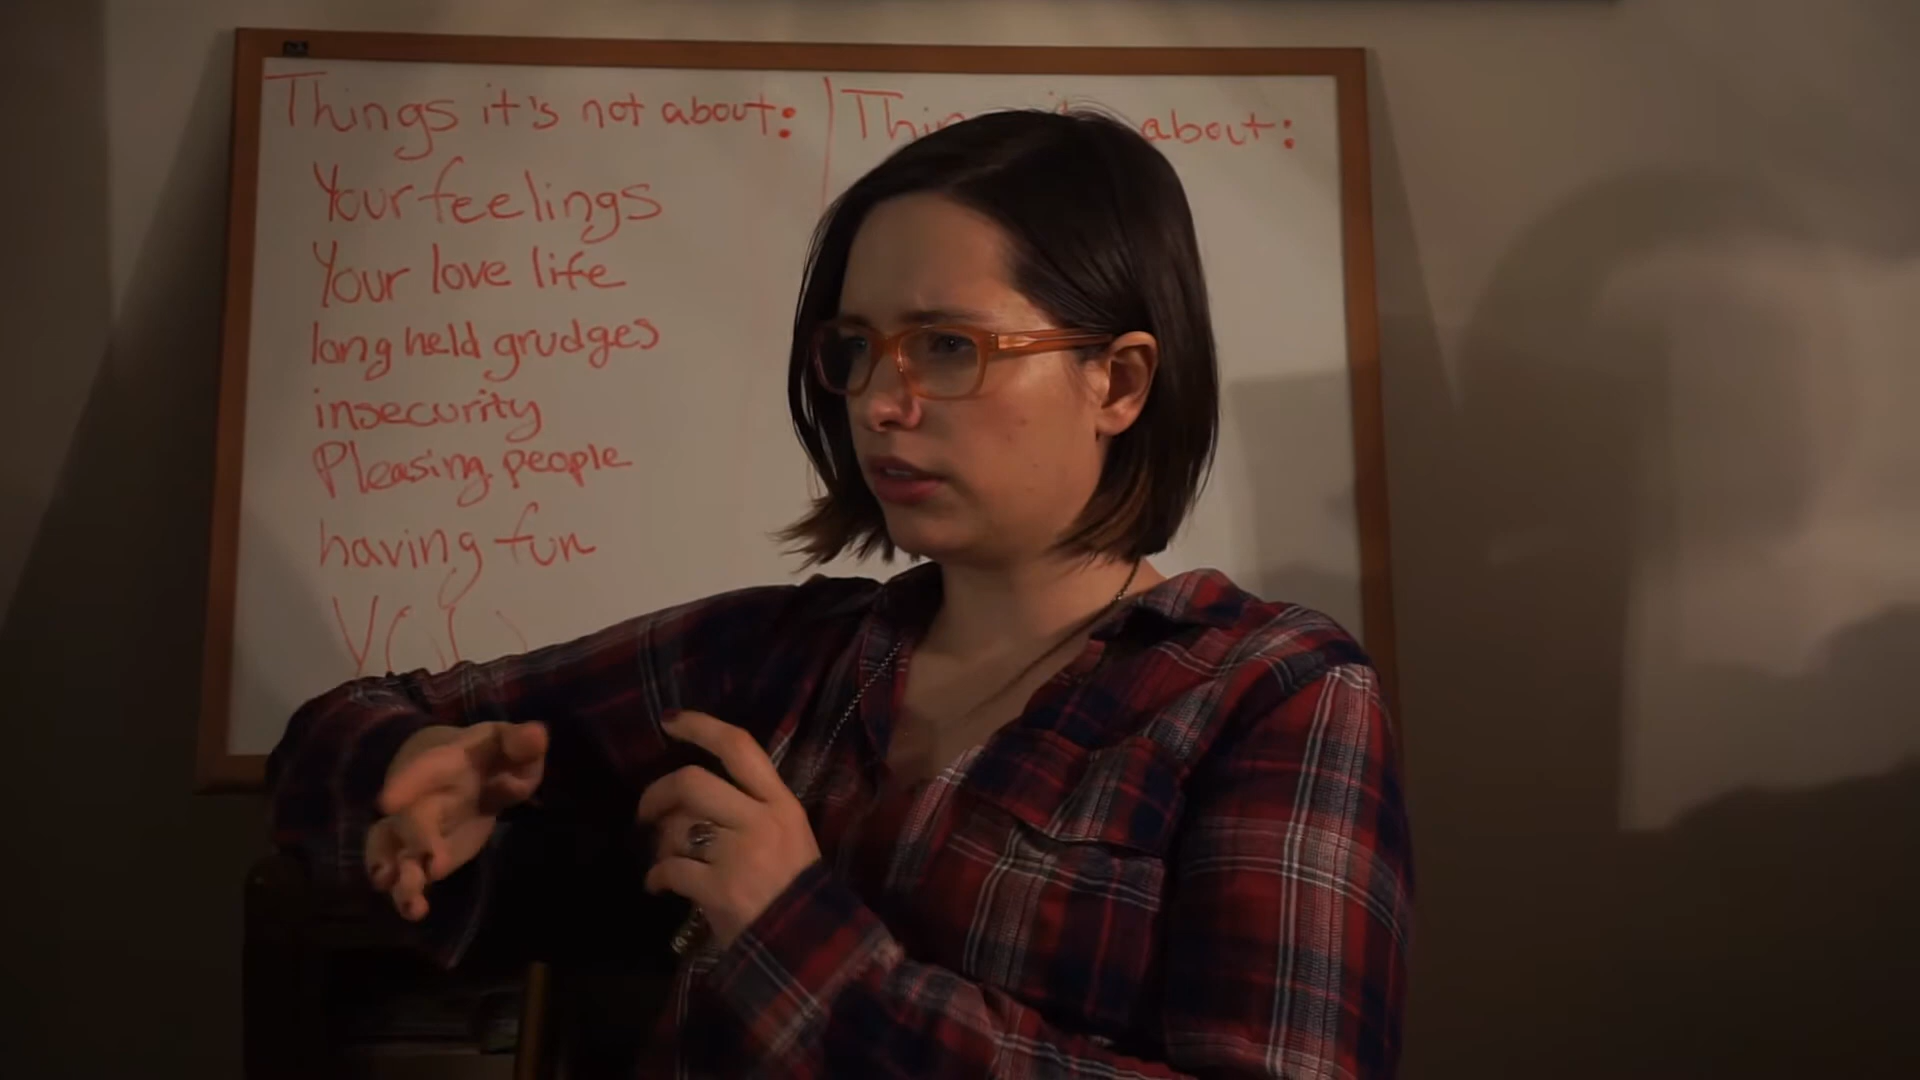 Things it's not about:
Your feelings
Your love life
long held grudges
insecurity
Pleasing people
having fun
about: